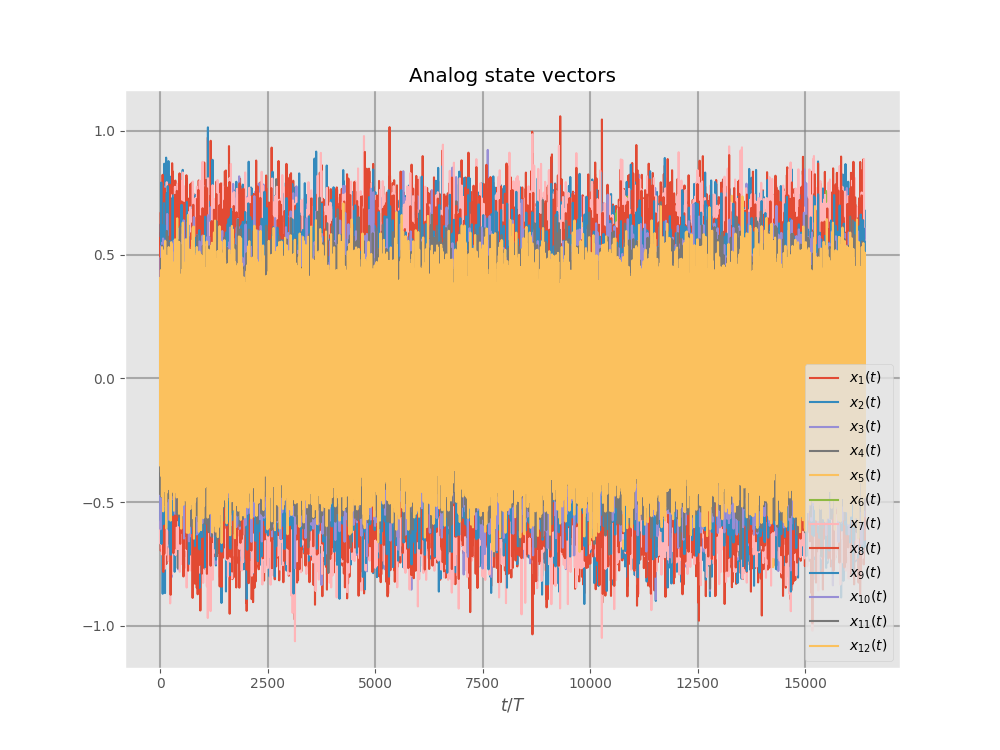 Analog state vectors
1.0
0.5
0.0
−0.5
−1.0
0 2500 5000 7500 10000 12500 15000
t/T
x₁(t)
x₂(t)
x₃(t)
x₄(t)
x₅(t)
x₆(t)
x₇(t)
x₈(t)
x₉(t)
x₁₀(t)
x₁₁(t)
x₁₂(t)